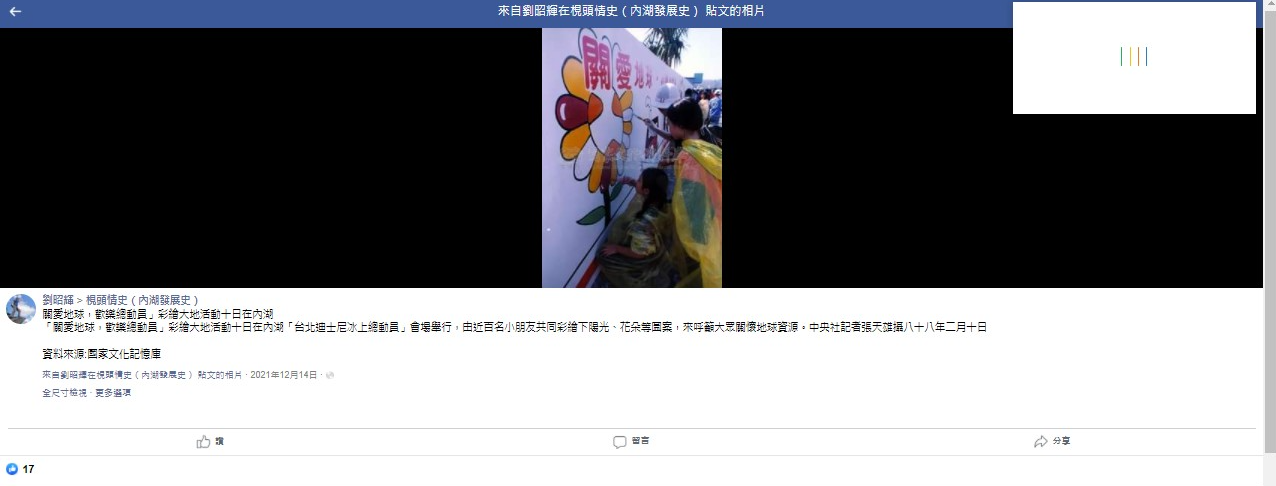 來自劉昭輝在梘頭情史（內湖發展史） 貼文的相片
關愛地球
劉昭輝 > 梘頭情史（內湖發展史）
關愛地球，歡樂總動員」彩繪大地活動十日在內湖
「關愛地球，歡樂總動員」彩繪大地活動十日在內湖「台北迪士尼冰上總動員」會場舉行，由近百名小朋友共同彩繪下陽光、花朵等圖案，來呼籲大眾關懷地球資源。中央社記者張天雄攝八十八年二月十日
資料來源:國家文化記憶庫
來自劉昭輝在梘頭情史（內湖發展史） 貼文的相片 · 2021年12月14日 ·
全尺寸檢視 · 更多選項
讚
留言
分享
17